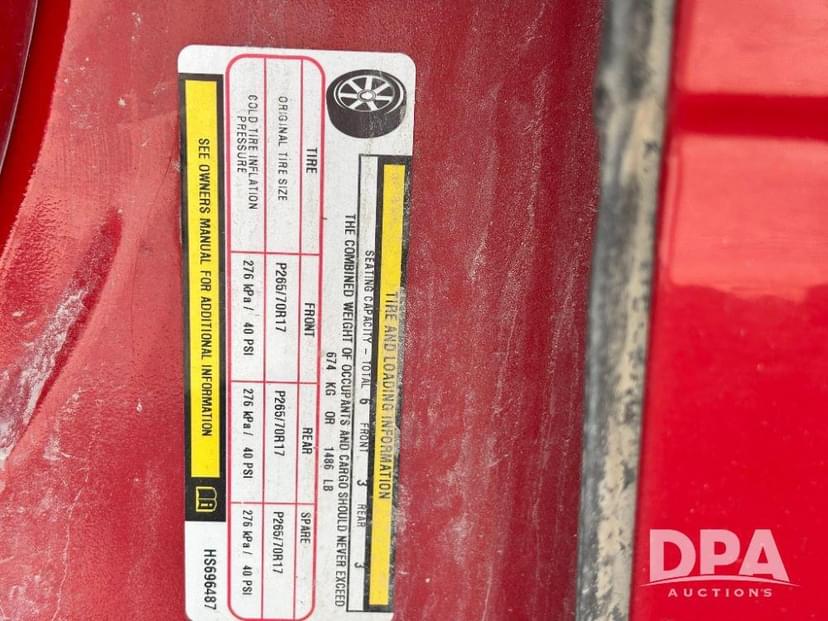 TIRE AND LOADING INFORMATION
SEATING CAPACITY - TOTAL 6 FRONT 3 REAR 3
THE COMBINED WEIGHT OF OCCUPANTS AND CARGO SHOULD NEVER EXCEED
674 KG OR 1486 LB
TIRE FRONT REAR SPARE
ORIGINAL TIRE SIZE P265/70R17 P265/70R17 P265/70R17
COLD TIRE INFLATION PRESSURE 276 kPa / 40 PSI 276 kPa / 40 PSI 276 kPa / 40 PSI
SEE OWNERS MANUAL FOR ADDITIONAL INFORMATION
HS696487
DPA
AUCTIONS